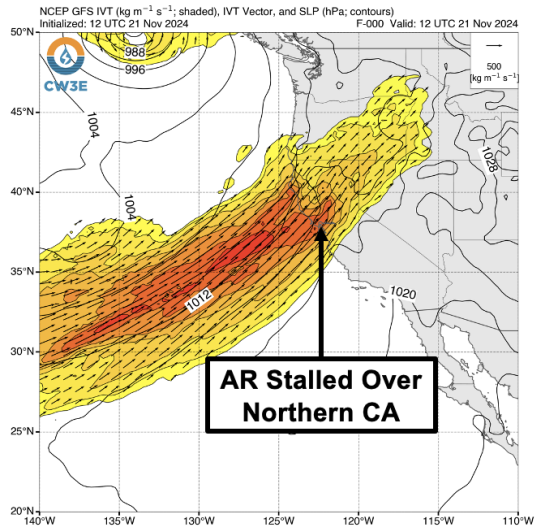 NCEP GFS IVT (kg m⁻¹ s⁻¹; shaded), IVT Vector, and SLP (hPa; contours)
Initialized: 12 UTC 21 Nov 2024 F-000 Valid: 12 UTC 21 Nov 2024
50°N
988
996
CW3E
500
[kg m⁻¹ s⁻¹]
45°N
1004
1028
40°N
1004
35°N
1012
1020
30°N
AR Stalled Over
Northern CA
25°N
20°N
140°W 135°W 130°W 125°W 120°W 115°W 110°W